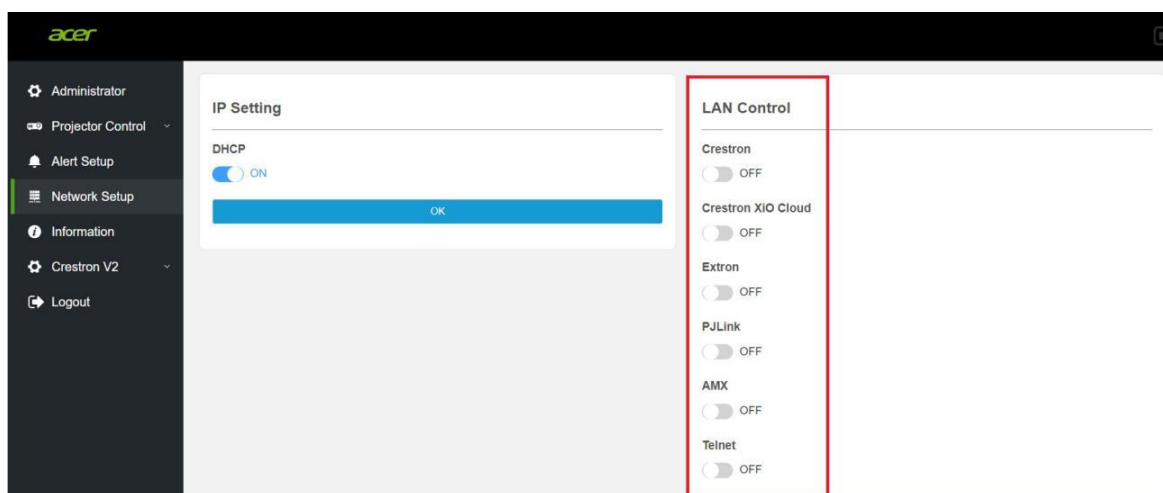 acer
Administrator
Projector Control
Alert Setup
Network Setup
Information
Crestron V2
Logout
IP Setting
DHCP
ON
OK
LAN Control
Crestron
OFF
Crestron XiO Cloud
OFF
Extron
OFF
PJLink
OFF
AMX
OFF
Telnet
OFF